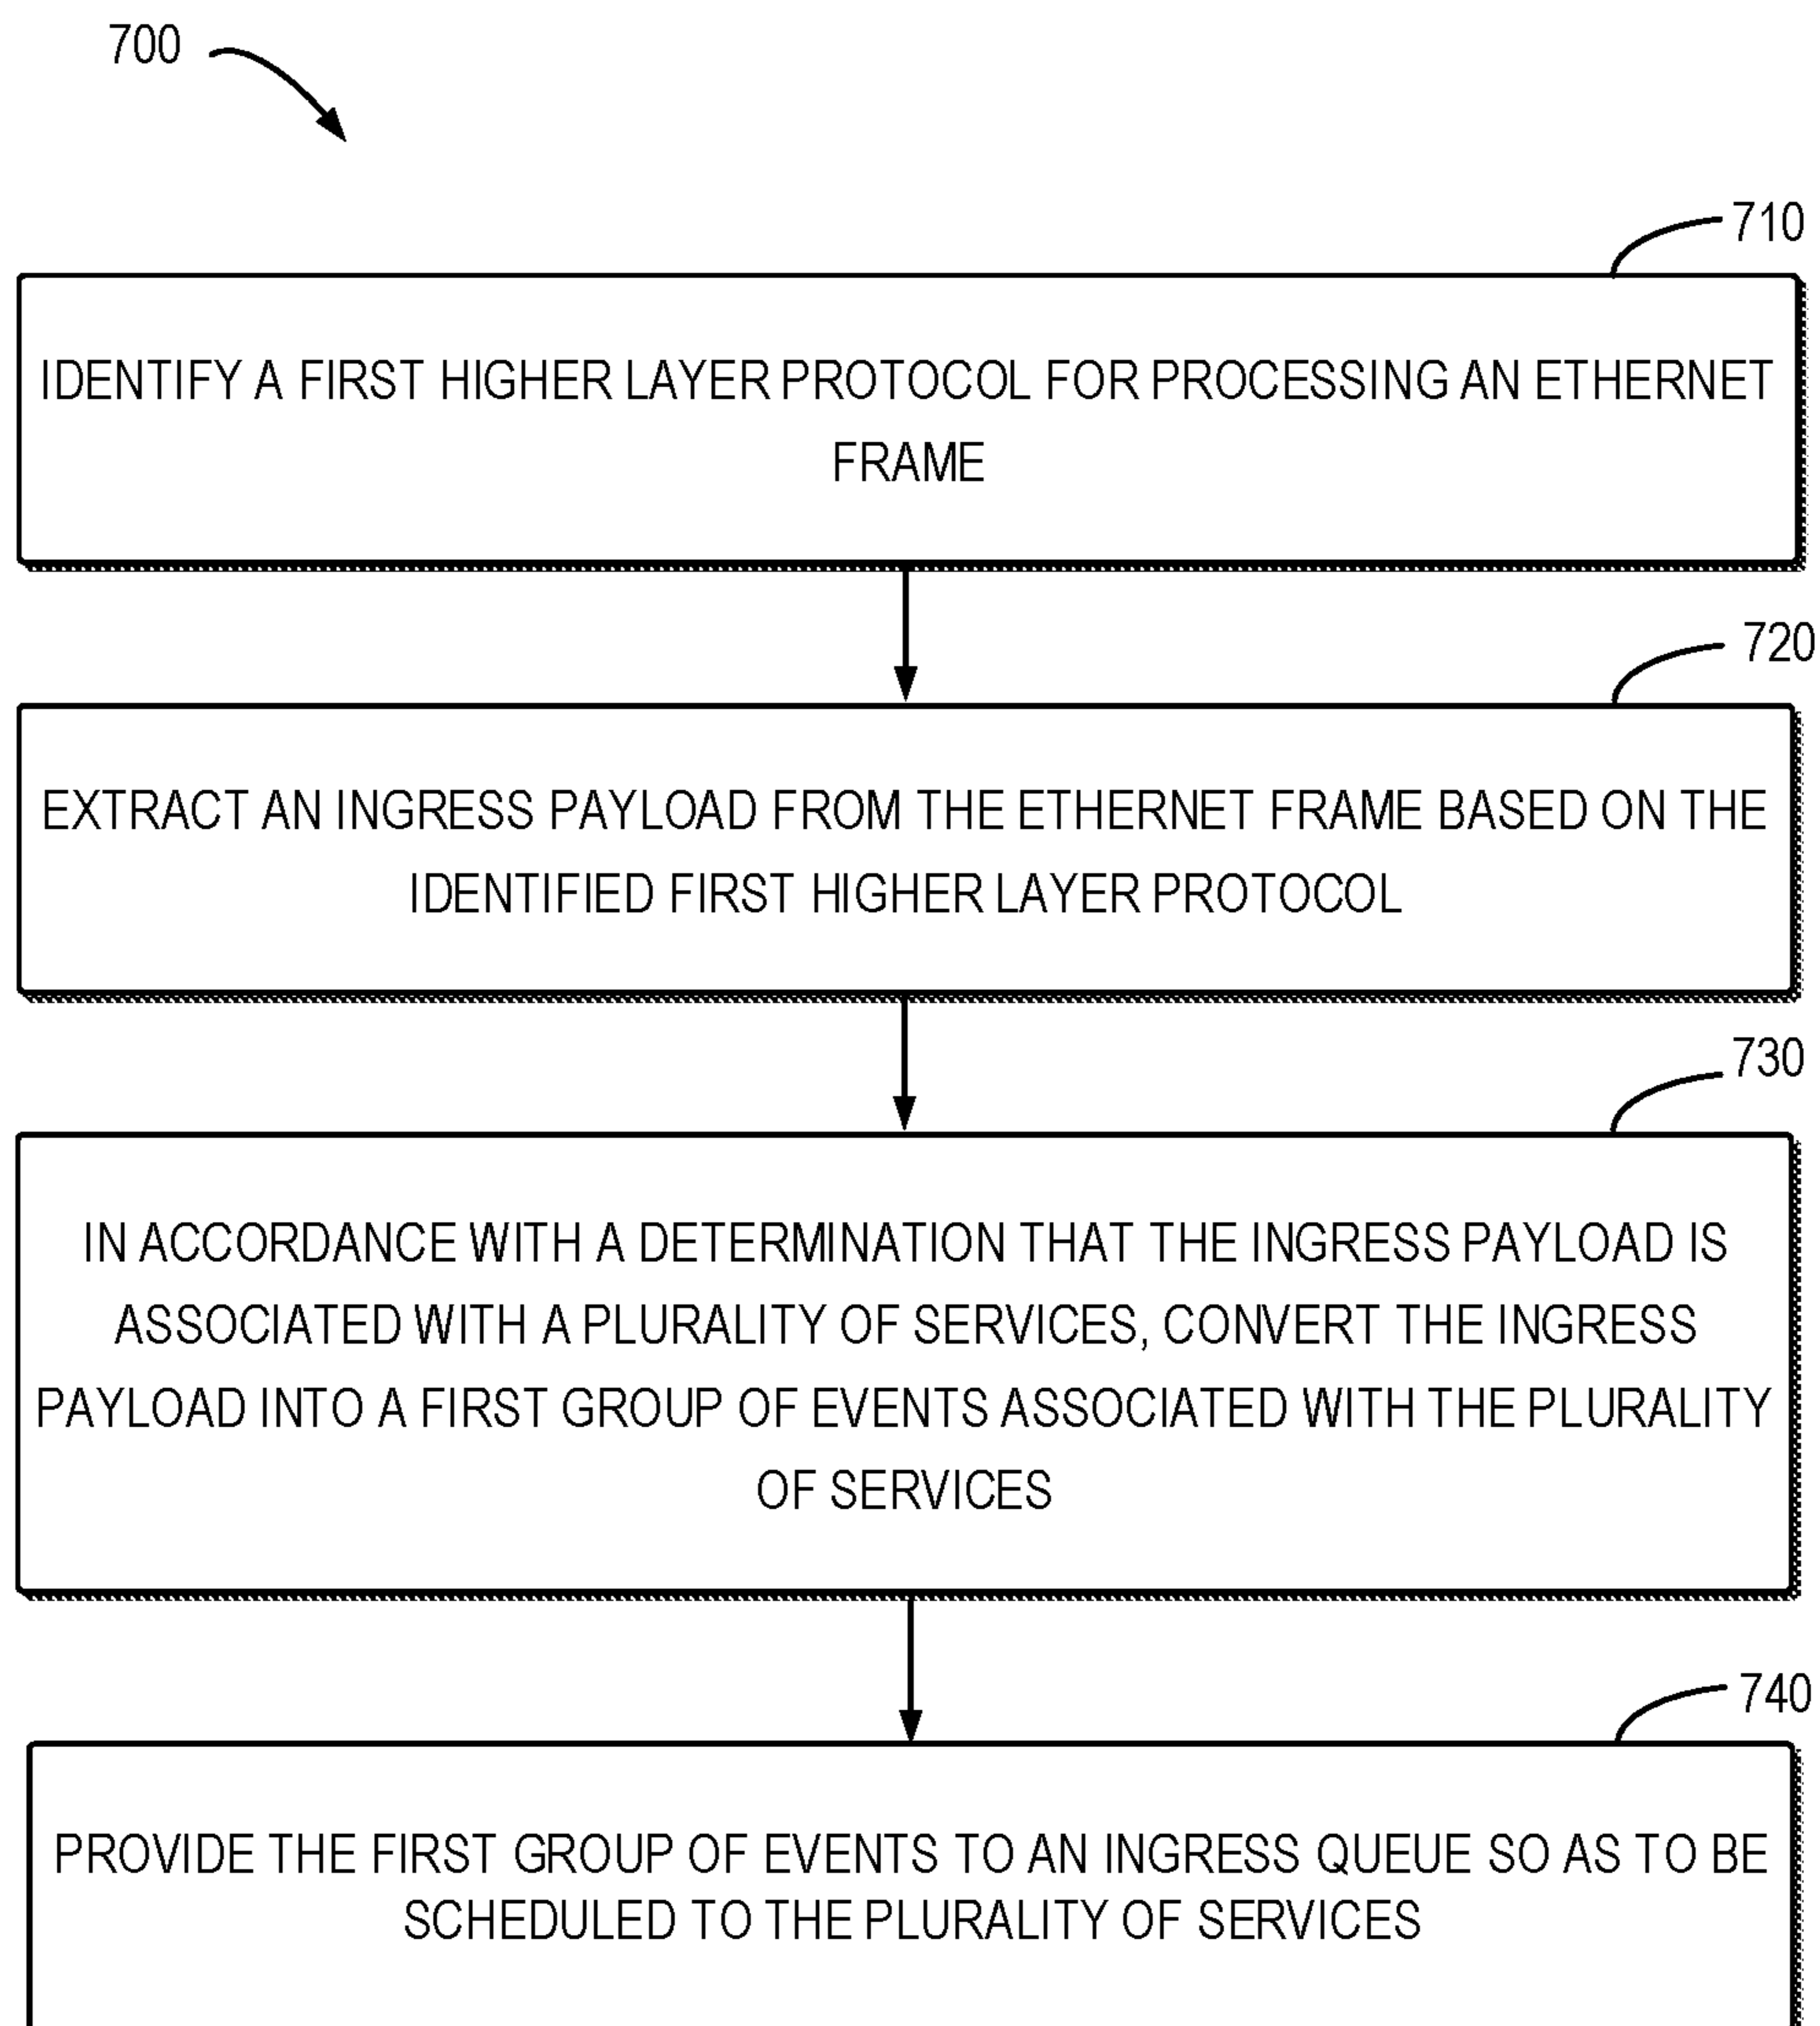 700
710
IDENTIFY A FIRST HIGHER LAYER PROTOCOL FOR PROCESSING AN ETHERNET
FRAME
720
EXTRACT AN INGRESS PAYLOAD FROM THE ETHERNET FRAME BASED ON THE
IDENTIFIED FIRST HIGHER LAYER PROTOCOL
730
IN ACCORDANCE WITH A DETERMINATION THAT THE INGRESS PAYLOAD IS
ASSOCIATED WITH A PLURALITY OF SERVICES, CONVERT THE INGRESS
PAYLOAD INTO A FIRST GROUP OF EVENTS ASSOCIATED WITH THE PLURALITY
OF SERVICES
740
PROVIDE THE FIRST GROUP OF EVENTS TO AN INGRESS QUEUE SO AS TO BE
SCHEDULED TO THE PLURALITY OF SERVICES